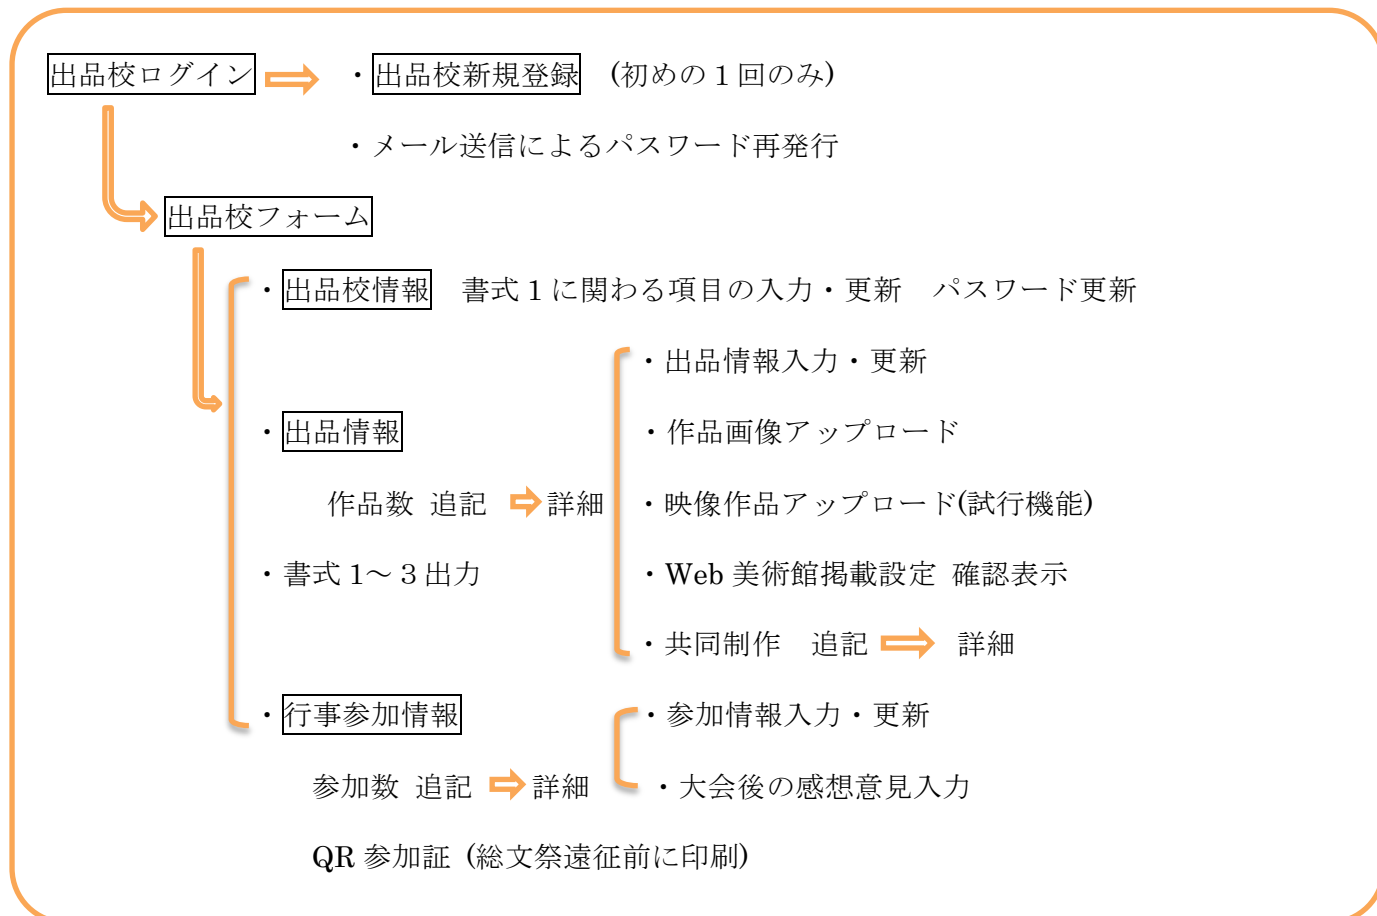 出品校ログイン ・出品校新規登録 (初めの１回のみ)
・メール送信によるパスワード再発行
出品校フォーム
・出品校情報 書式 1 に関わる項目の入力・更新 パスワード更新
・出品情報入力・更新
・出品情報 ・作品画像アップロード
作品数 追記 詳細 ・映像作品アップロード(試行機能)
・書式 1～３出力 ・Web 美術館掲載設定 確認表示
・共同制作 追記 詳細
・行事参加情報 ・参加情報入力・更新
参加数 追記 詳細 ・大会後の感想意見入力
QR 参加証 (総文祭遠征前に印刷)